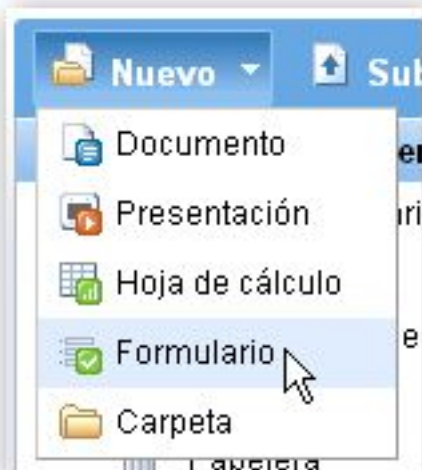 Nuevo
Documento
Presentación
Hoja de cálculo
Formulario
Carpeta